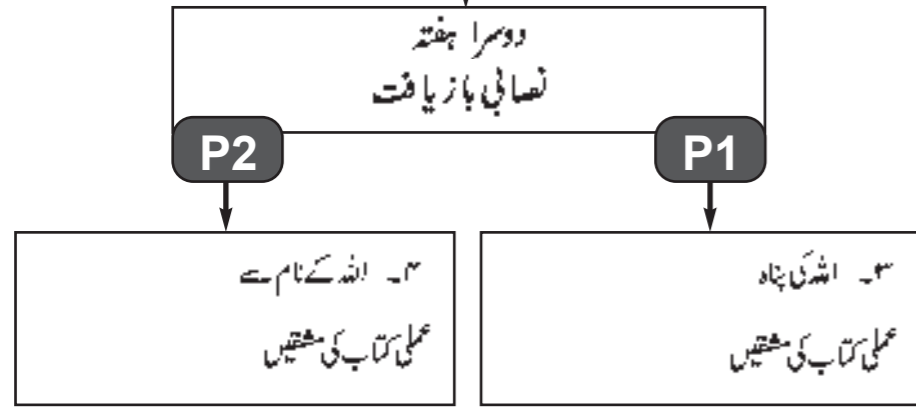 دوسرا ہفتہ
نصابی بازیافت
P1
P2
۳۔ اللہ کی پناہ
عملی کتاب کی مشقیں
۴۔ اللہ کے نام سے
عملی کتاب کی مشقیں